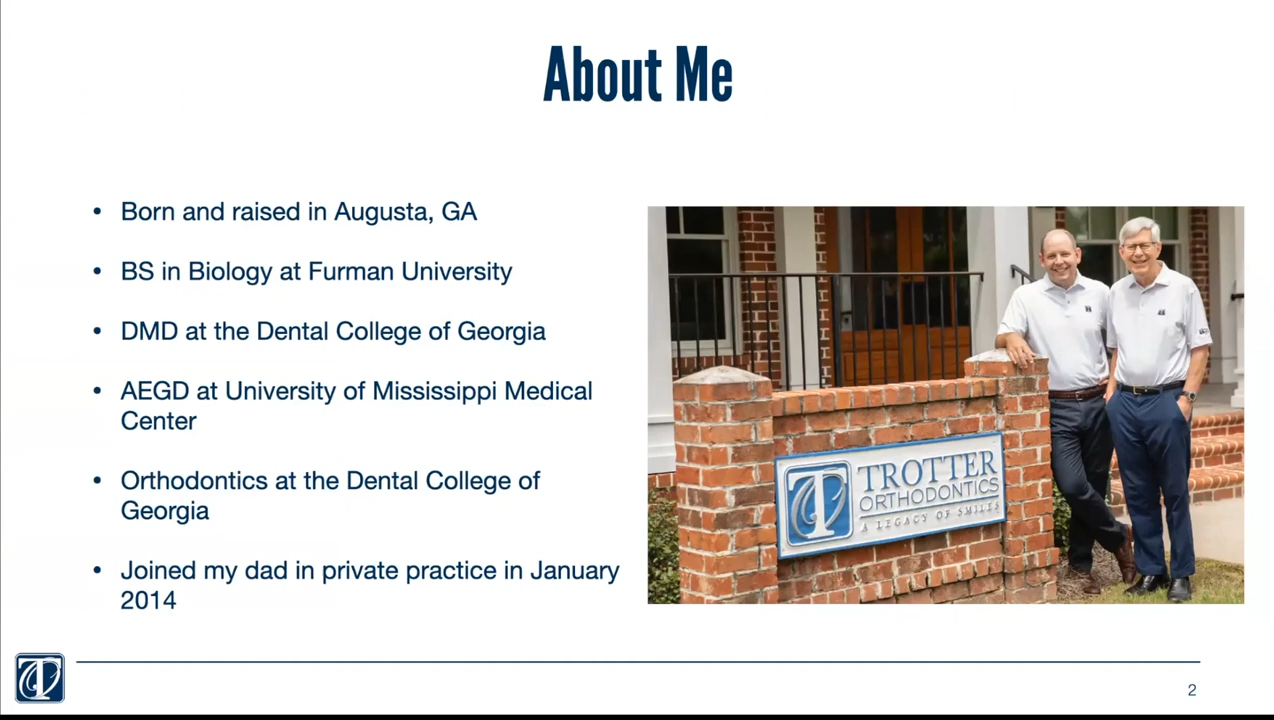 About Me
• Born and raised in Augusta, GA
• BS in Biology at Furman University
• DMD at the Dental College of Georgia
• AEGD at University of Mississippi Medical
Center
• Orthodontics at the Dental College of
Georgia
• Joined my dad in private practice in January
2014
T TROTTER
ORTHODONTICS
A LEGACY OF SMILES
T
2